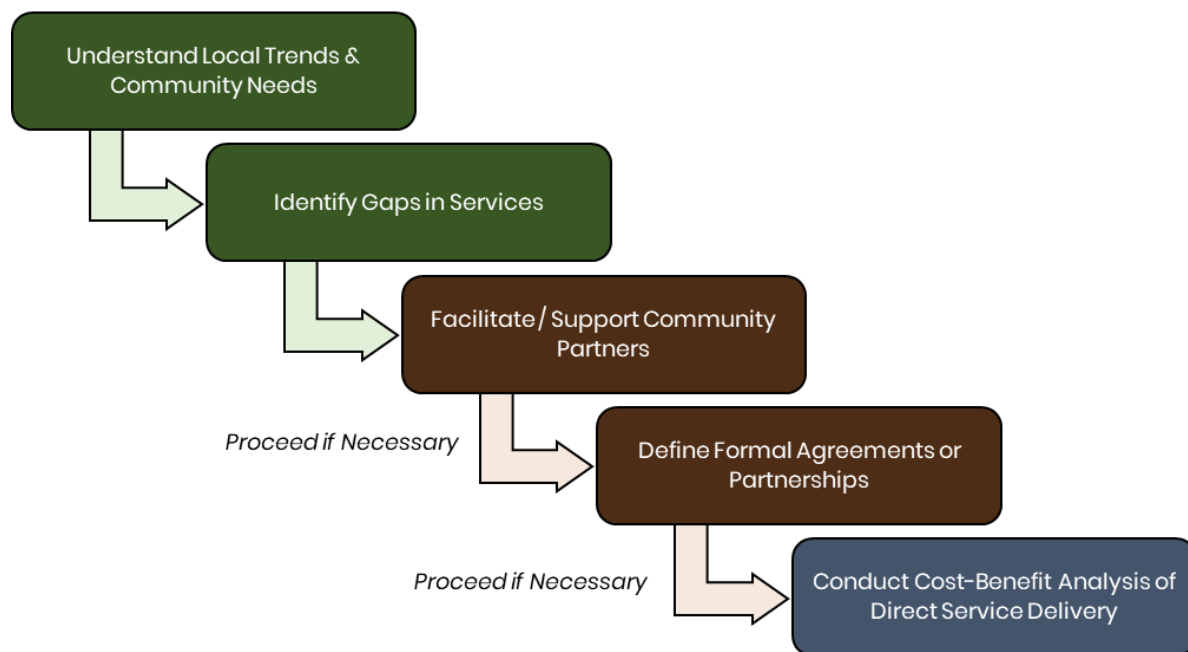 Understand Local Trends &
Community Needs
Identify Gaps in Services
Facilitate / Support Community
Partners
Proceed if Necessary
Define Formal Agreements or
Partnerships
Proceed if Necessary
Conduct Cost-Benefit Analysis of
Direct Service Delivery